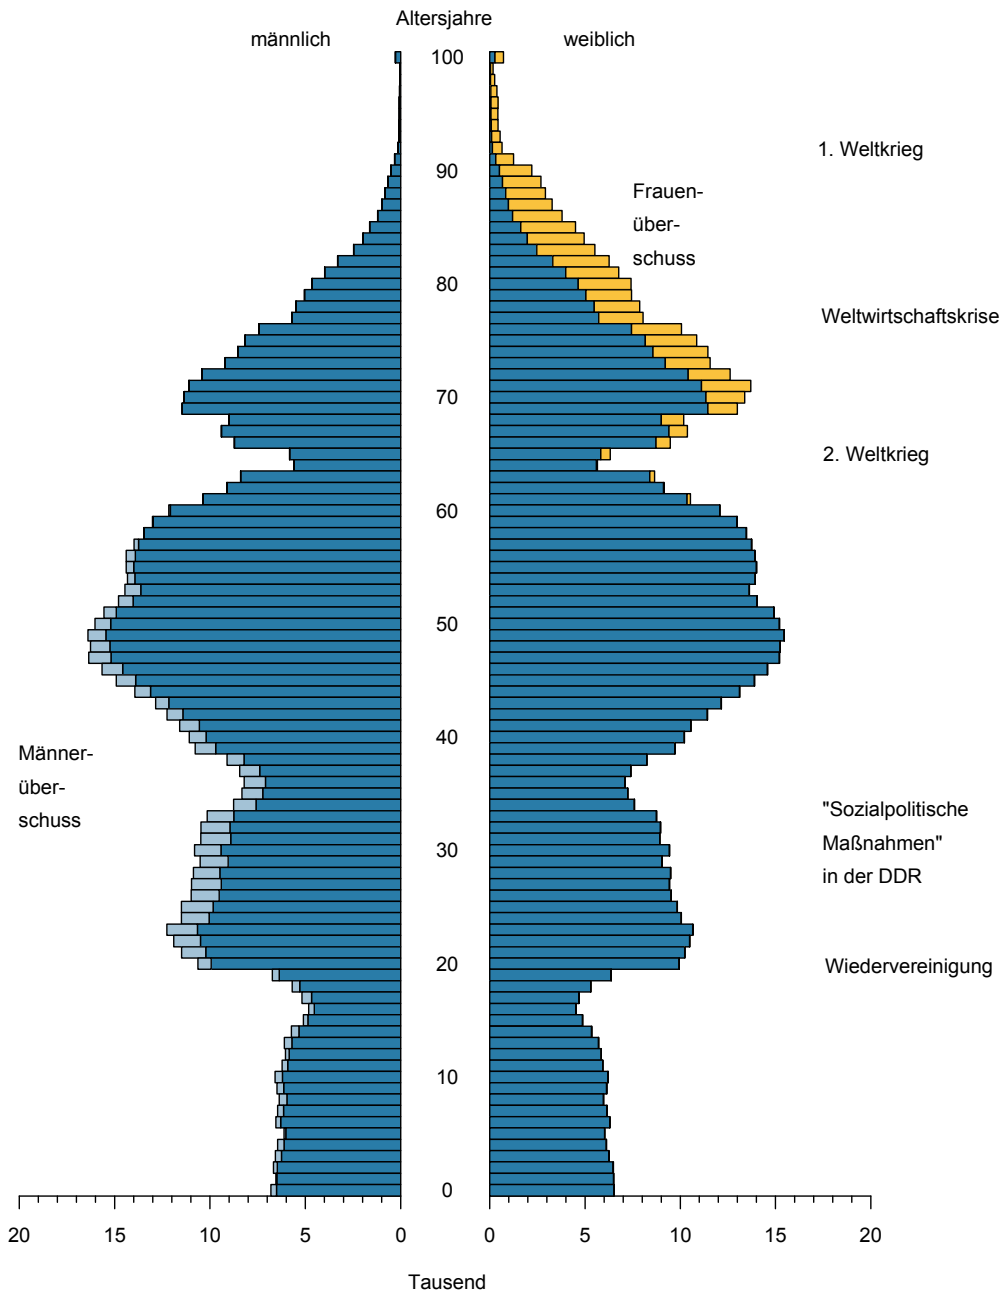 Altersjahre
männlich
weiblich
100
1. Weltkrieg
90
Frauen-
über-
schuss
80
Weltwirtschaftskrise
70
2. Weltkrieg
60
50
40
Männer-
über-
schuss
"Sozialpolitische
Maßnahmen"
in der DDR
30
20
Wiedervereinigung
10
0
20 15 10 5 0 0 5 10 15 20
Tausend